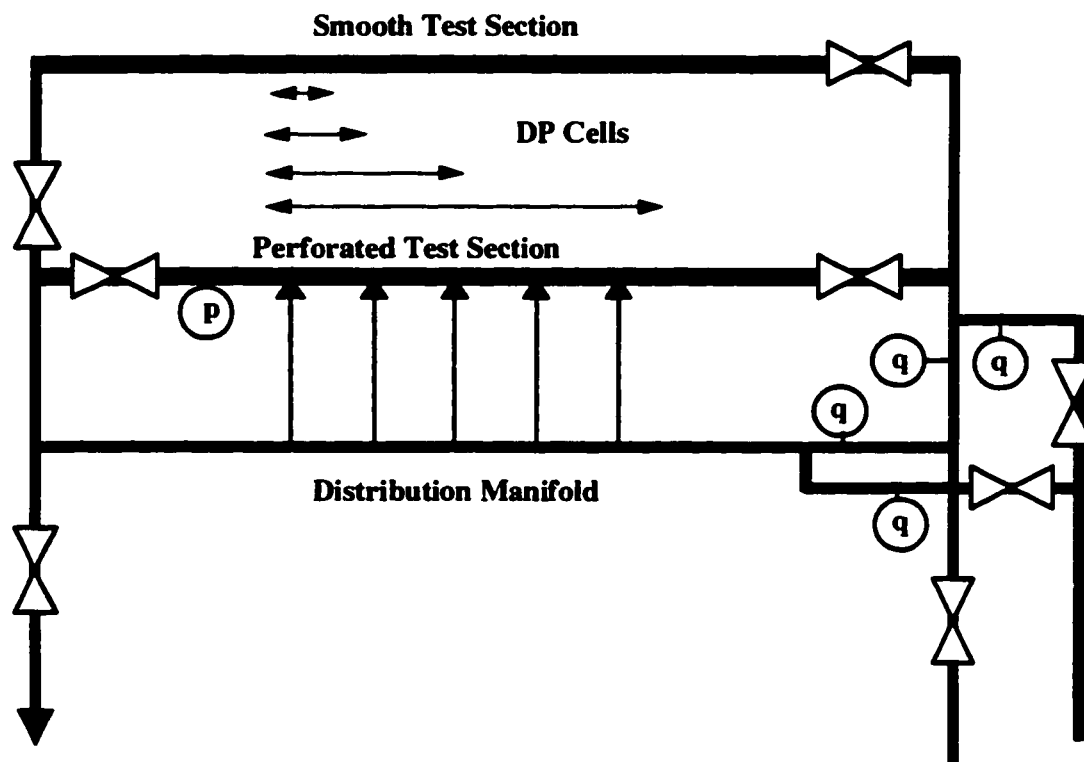 Smooth Test Section
DP Cells
Perforated Test Section
p
q
q
q
Distribution Manifold
q